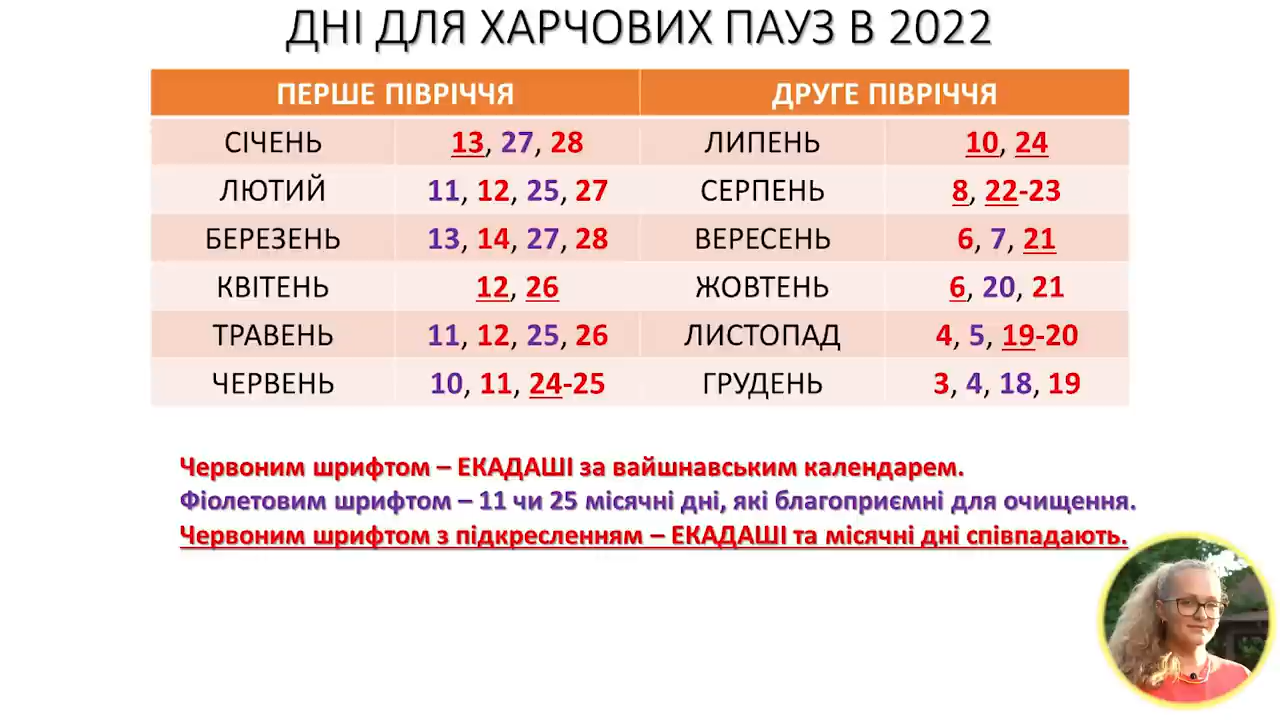 ДНІ ДЛЯ ХАРЧОВИХ ПАУЗ В 2022
ПЕРШЕ ПІВРІЧЧЯ ДРУГЕ ПІВРІЧЧЯ
СІЧЕНЬ 13, 27, 28 ЛИПЕНЬ 10, 24
ЛЮТИЙ 11, 12, 25, 27 СЕРПЕНЬ 8, 22-23
БЕРЕЗЕНЬ 13, 14, 27, 28 ВЕРЕСЕНЬ 6, 7, 21
КВІТЕНЬ 12, 26 ЖОВТЕНЬ 6, 20, 21
ТРАВЕНЬ 11, 12, 25, 26 ЛИСТОПАД 4, 5, 19-20
ЧЕРВЕНЬ 10, 11, 24-25 ГРУДЕНЬ 3, 4, 18, 19
Червоним шрифтом – ЕКАДАШІ за вайшнавським календарем.
Фіолетовим шрифтом – 11 чи 25 місячні дні, які благоприємні для очищення.
Червоним шрифтом з підкресленням – ЕКАДАШІ та місячні дні співпадають.